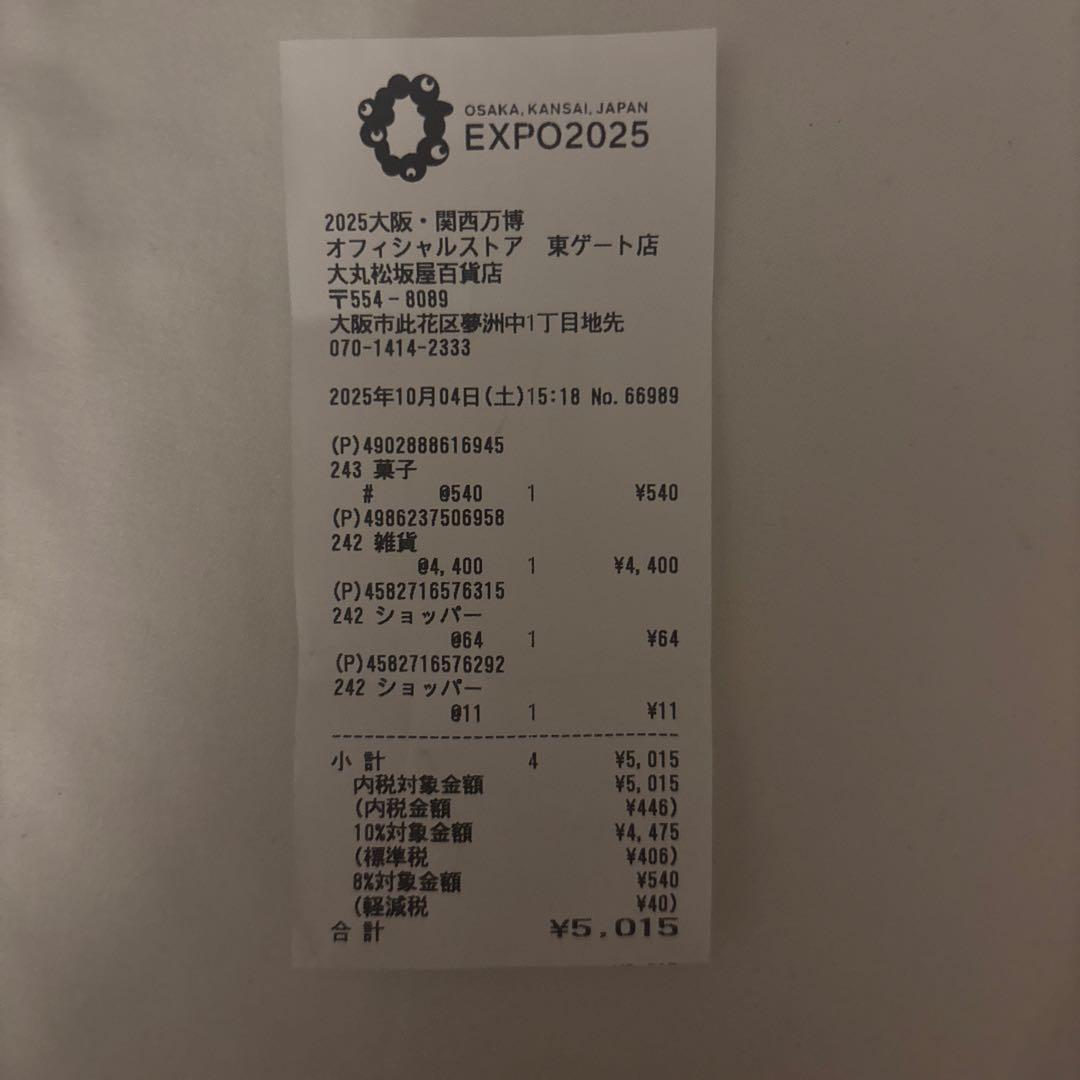 OSAKA, KANSAI, JAPAN
EXPO2025
2025大阪・関西万博
オフィシャルストア 東ゲート店
大丸松坂屋百貨店
〒554-8089
大阪市此花区夢洲中1丁目地先
070-1414-2333
2025年10月04日(土)15:18 No.66989
(P)4902888616945
243 菓子
# @540 1 ¥540
(P)4986237506958
242 雑貨
@4,400 1 ¥4,400
(P)4582716576315
242 ショッパー
@64 1 ¥64
(P)4582716576292
242 ショッパー
@11 1 ¥11
小 計 4 ¥5,015
内税対象金額 ¥5,015
(内税金額 ¥446)
10%対象金額 ¥4,475
(標準税 ¥406)
8%対象金額 ¥540
(軽減税 ¥40)
合 計 ¥5,015